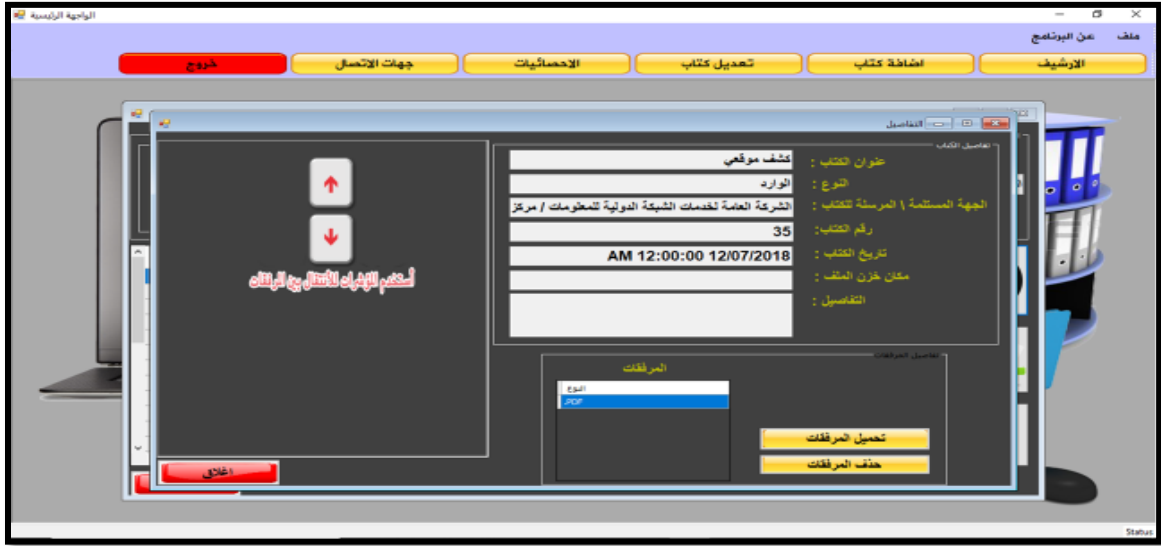 الواجهة الرئيسية
ملف عن البرنامج
الارشيف اضافة كتاب تعديل كتاب الاحصائيات جهات الاتصال خروج
التفاصيل
تفاصيل الكتاب
عنوان الكتاب : كشف موقعي
النوع : الوارد
الجهة المستلمة \ المرسلة للكتاب : الشركة العامة لخدمات الشبكة الدولية للمعلومات / مركز
رقم الكتاب: 35
تاريخ الكتاب : AM 12:00:00 12/07/2018
مكان خزن الملف :
التفاصيل :
أستخدم المؤشرات للأنتقال بين المرفقات
تفاصيل المرفقات
المرفقات
النوع
.PDF
تحميل المرفقات
حذف المرفقات
اغلاق
Status